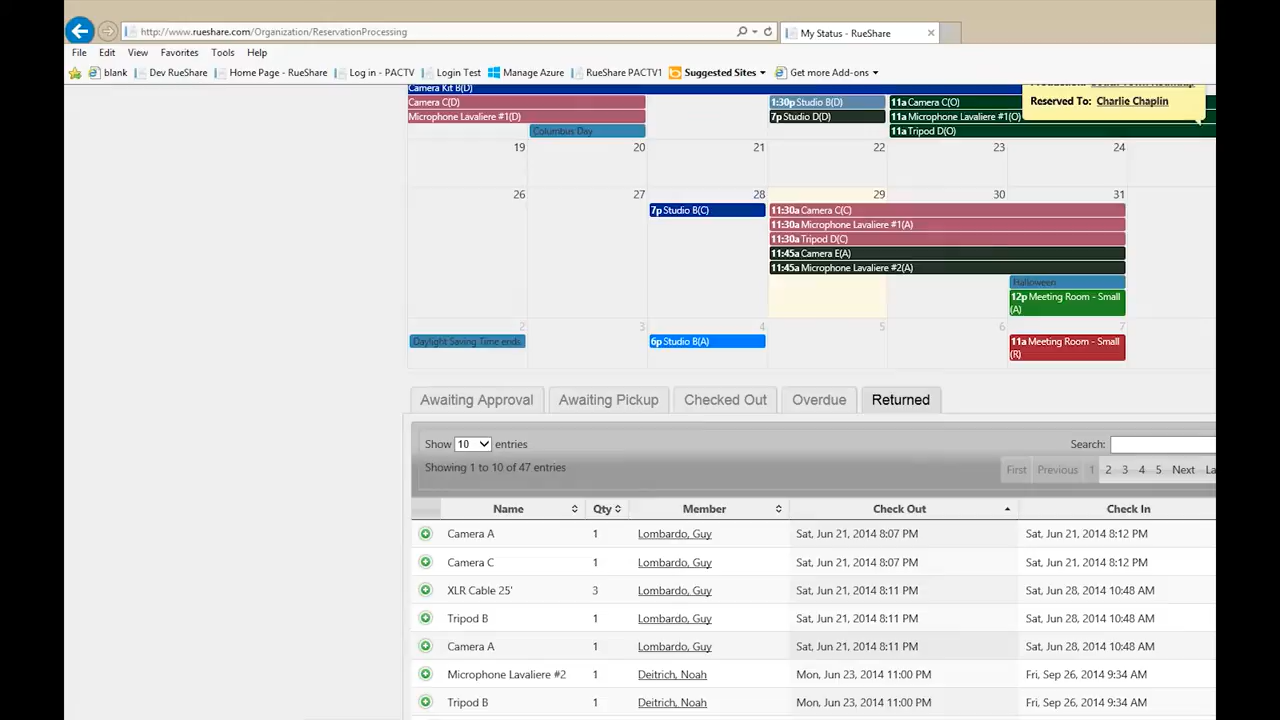 http://www.rueshare.com/Organization/ReservationProcessing
My Status - RueShare
File Edit View Favorites Tools Help
blank Dev RueShare Home Page - RueShare Log in - PACTV Login Test Manage Azure RueShare PACTV1 Suggested Sites Get more Add-ons
Camera Kit B(D)
Reserved To: Charlie Chaplin
Camera C(D) 1:30p Studio B(D) 11a Camera C(O)
Microphone Lavaliere #1(D) 7p Studio D(D) 11a Microphone Lavaliere #1(O)
Columbus Day 11a Tripod D(O)
19 20 21 22 23 24
26 27 28 29 30 31
7p Studio B(C) 11:30a Camera C(C)
11:30a Microphone Lavaliere #1(A)
11:30a Tripod D(C)
11:45a Camera E(A)
11:45a Microphone Lavaliere #2(A)
Halloween
12p Meeting Room - Small
(A)
2 3 4 5 6 7
Daylight Saving Time ends 6p Studio B(A) 11a Meeting Room - Small
(R)
Awaiting Approval Awaiting Pickup Checked Out Overdue Returned
Show 10 entries Search:
Showing 1 to 10 of 47 entries First Previous 1 2 3 4 5 Next La
Name Qty Member Check Out Check In
Camera A 1 Lombardo, Guy Sat, Jun 21, 2014 8:07 PM Sat, Jun 21, 2014 8:12 PM
Camera C 1 Lombardo, Guy Sat, Jun 21, 2014 8:07 PM Sat, Jun 21, 2014 8:12 PM
XLR Cable 25' 3 Lombardo, Guy Sat, Jun 21, 2014 8:11 PM Sat, Jun 28, 2014 10:48 AM
Tripod B 1 Lombardo, Guy Sat, Jun 21, 2014 8:11 PM Sat, Jun 28, 2014 10:48 AM
Camera A 1 Lombardo, Guy Sat, Jun 21, 2014 8:11 PM Sat, Jun 28, 2014 10:48 AM
Microphone Lavaliere #2 1 Deitrich, Noah Mon, Jun 23, 2014 11:00 PM Fri, Sep 26, 2014 9:34 AM
Tripod B 1 Deitrich, Noah Mon, Jun 23, 2014 11:00 PM Fri, Sep 26, 2014 9:34 AM